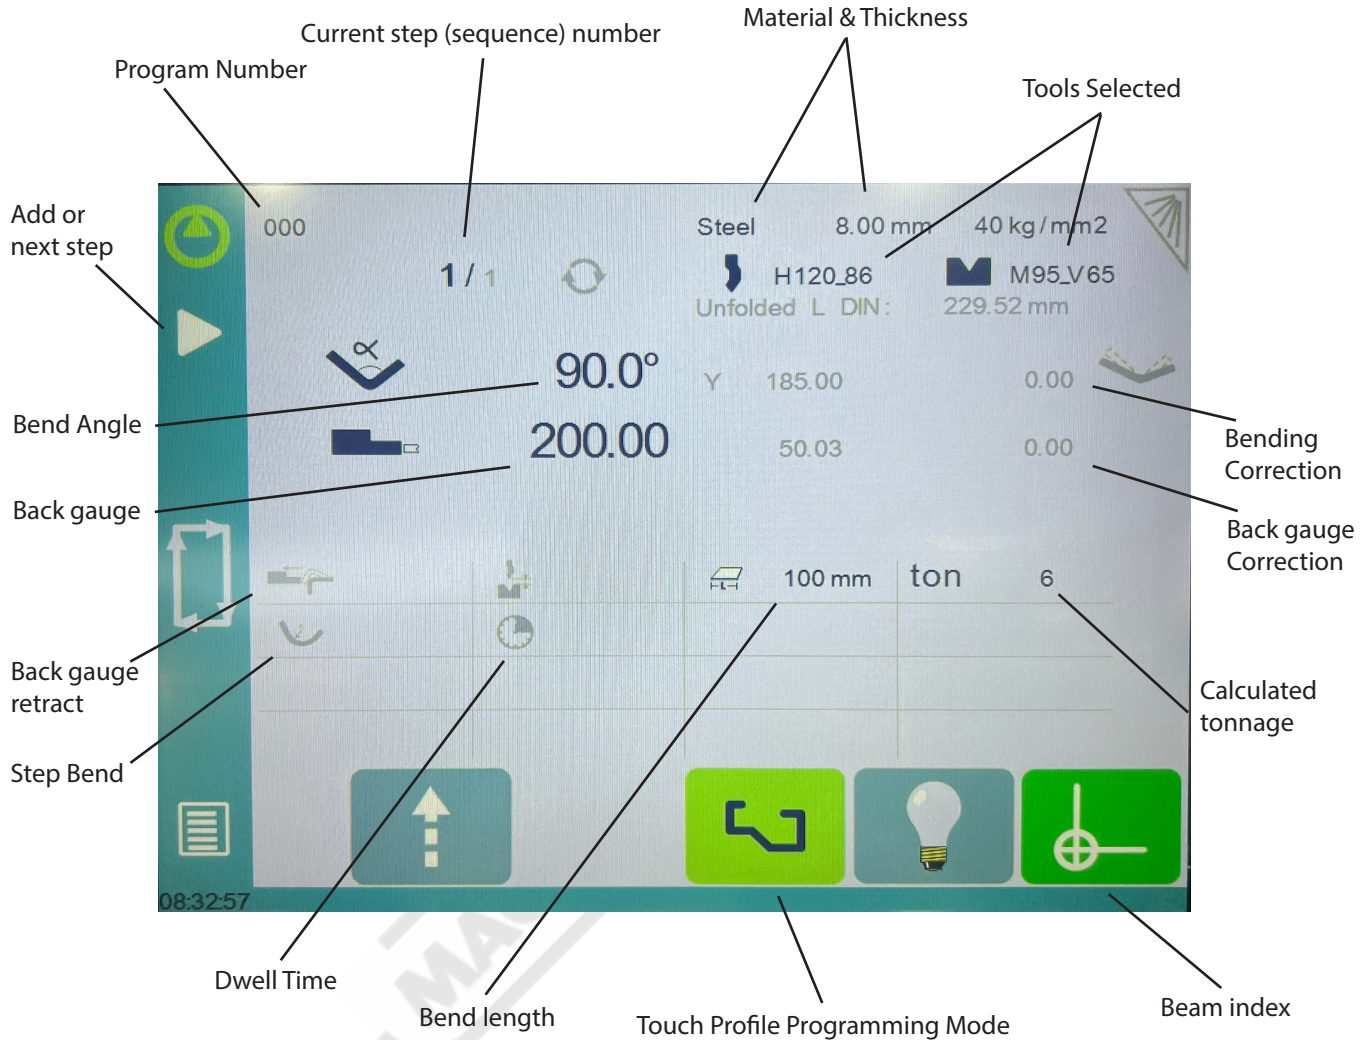 Material & Thickness
Current step (sequence) number
Program Number
Tools Selected
Add or
next step
000
Steel 8.00 mm 40 kg/mm2
1 / 1
H120_86 M95_V65
Unfolded L DIN: 229.52 mm
α
90.0°
Y 185.00 0.00
Bend Angle
200.00
50.03 0.00
Bending
Correction
Back gauge
Back gauge
Correction
L
100 mm
ton 6
Back gauge
retract
Calculated
tonnage
Step Bend
08:32:57
MAC
Dwell Time
Bend length
Touch Profile Programming Mode
Beam index